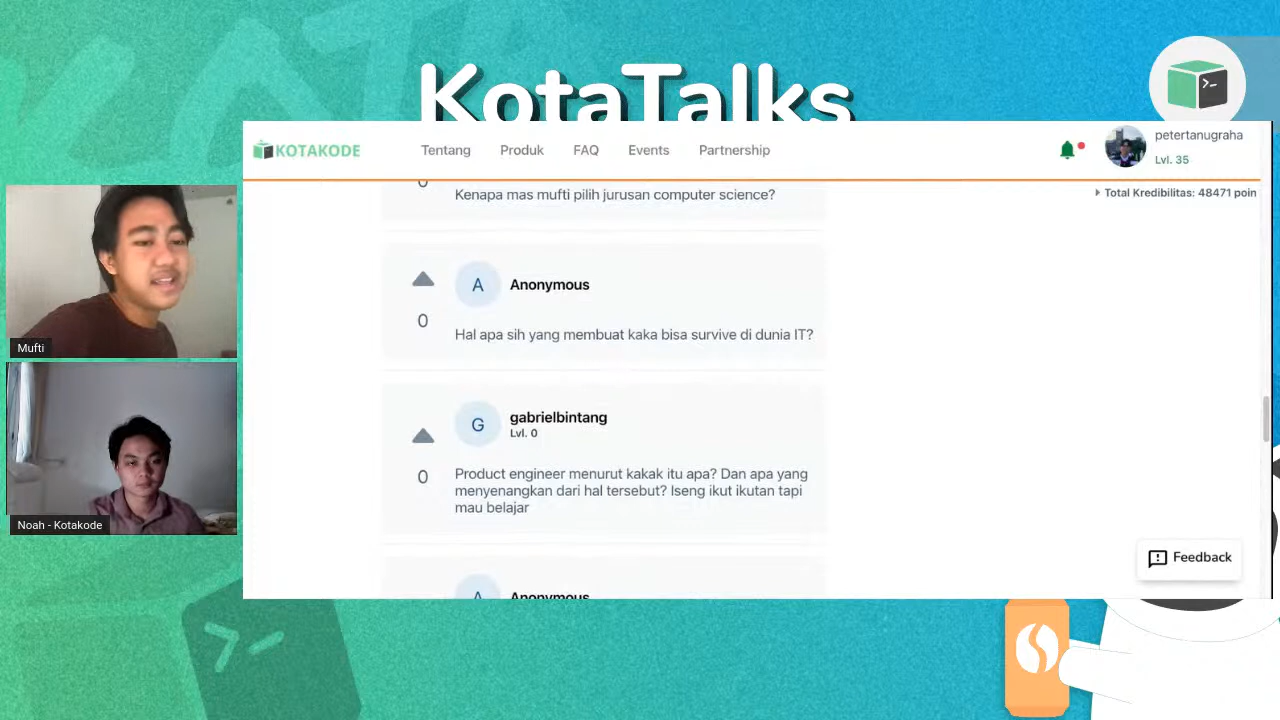 KotaTalks
KOTAKODE
Tentang
Produk
FAQ
Events
Partnership
petertanugraha
Lvl. 35
Total Kredibilitas: 48471 poin
0
Kenapa mas mufti pilih jurusan computer science?
A
Anonymous
0
Hal apa sih yang membuat kaka bisa survive di dunia IT?
G
gabrielbintang
Lvl. 0
0
Product engineer menurut kakak itu apa? Dan apa yang
menyenangkan dari hal tersebut? Iseng ikut ikutan tapi
mau belajar
A
Anonymous
Feedback
Mufti
Noah - Kotakode